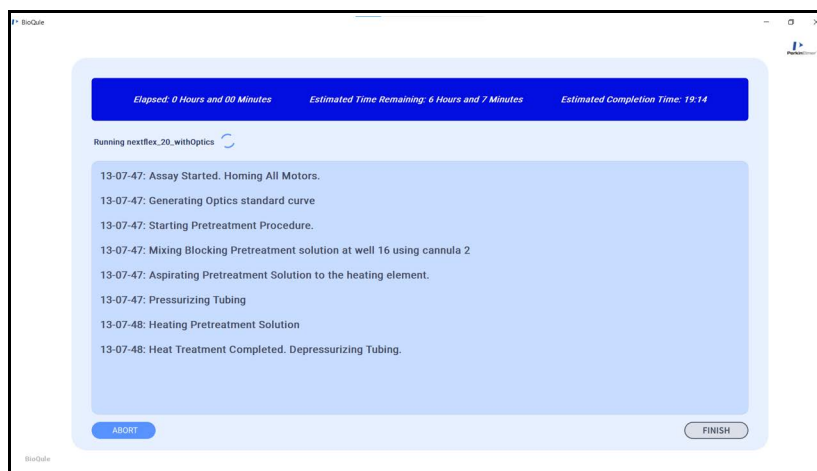 BioQule
PerkinElmer
Elapsed: 0 Hours and 00 Minutes Estimated Time Remaining: 6 Hours and 7 Minutes Estimated Completion Time: 19:14
Running nextflex_20_withOptics
13-07-47: Assay Started. Homing All Motors.
13-07-47: Generating Optics standard curve
13-07-47: Starting Pretreatment Procedure.
13-07-47: Mixing Blocking Pretreatment solution at well 16 using cannula 2
13-07-47: Aspirating Pretreatment Solution to the heating element.
13-07-47: Pressurizing Tubing
13-07-48: Heating Pretreatment Solution
13-07-48: Heat Treatment Completed. Depressurizing Tubing.
ABORT FINISH
BioQule